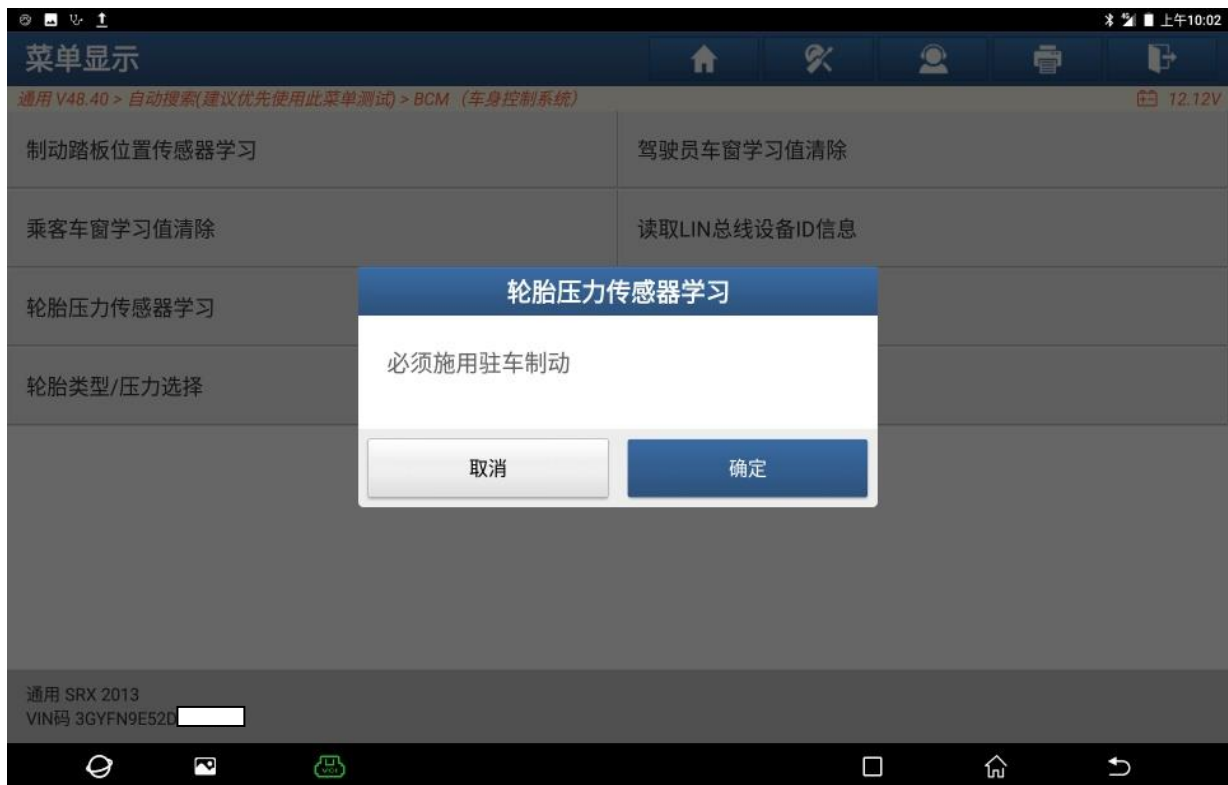 上午10:02
菜单显示
通用 V48.40 > 自动搜索(建议优先使用此菜单测试) > BCM（车身控制系统） 12.12V
制动踏板位置传感器学习 驾驶员车窗学习值清除
乘客车窗学习值清除 读取LIN总线设备ID信息
轮胎压力传感器学习
轮胎压力传感器学习
必须施用驻车制动
轮胎类型/压力选择
取消 确定
通用 SRX 2013
VIN码 3GYFN9E52D
VCI